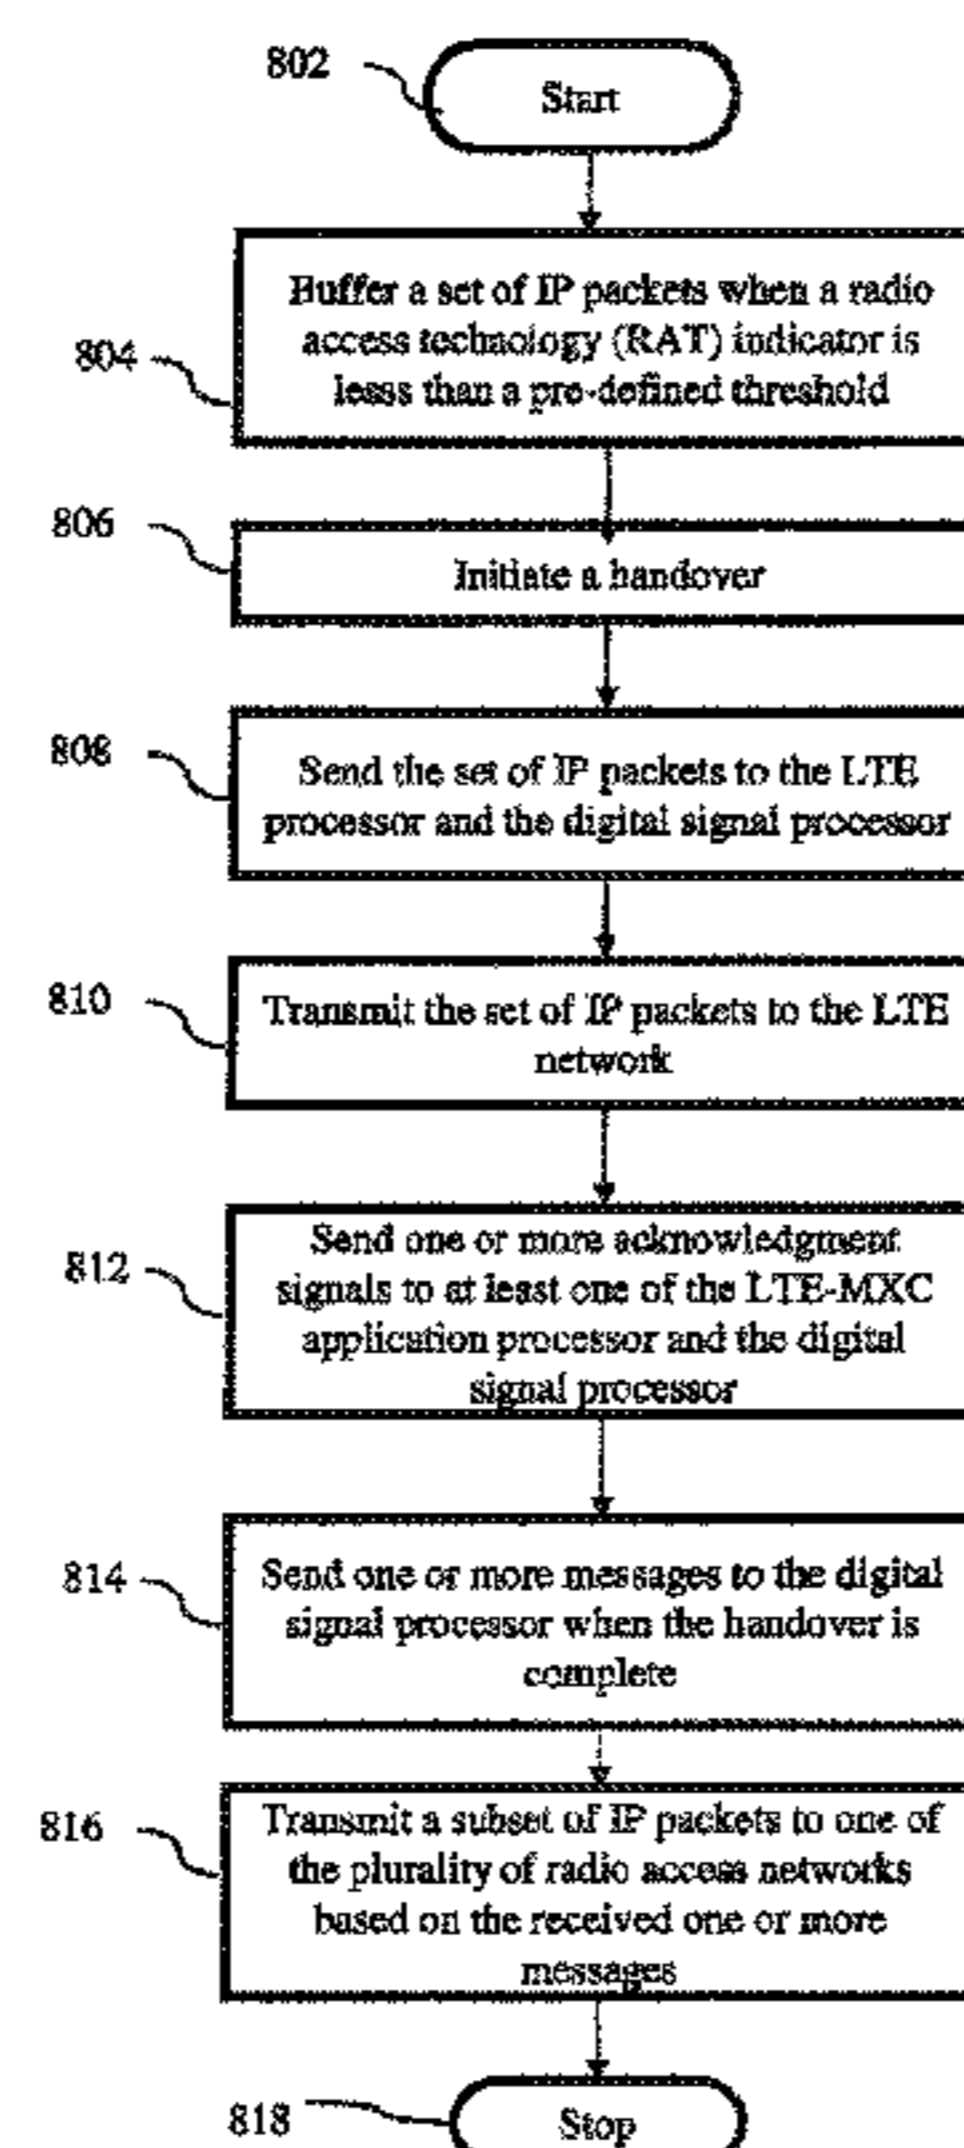 802
Start
Buffer a set of IP packets when a radio
access technology (RAT) indicator is
lesss than a pre-defined threshold
804
806
Initiate a handover
808
Send the set of IP packets to the LTE
processor and the digital signal processor
810
Transmit the set of IP packets to the LTE
network
812
Send one or more acknowledgment
signals to at least one of the LTE-MXC
application processor and the digital
signal processor
814
Send one or more messages to the digital
signal processor when the handover is
complete
816
Transmit a subset of IP packets to one of
the plurality of radio access networks
based on the received one or more
messages
818
Stop